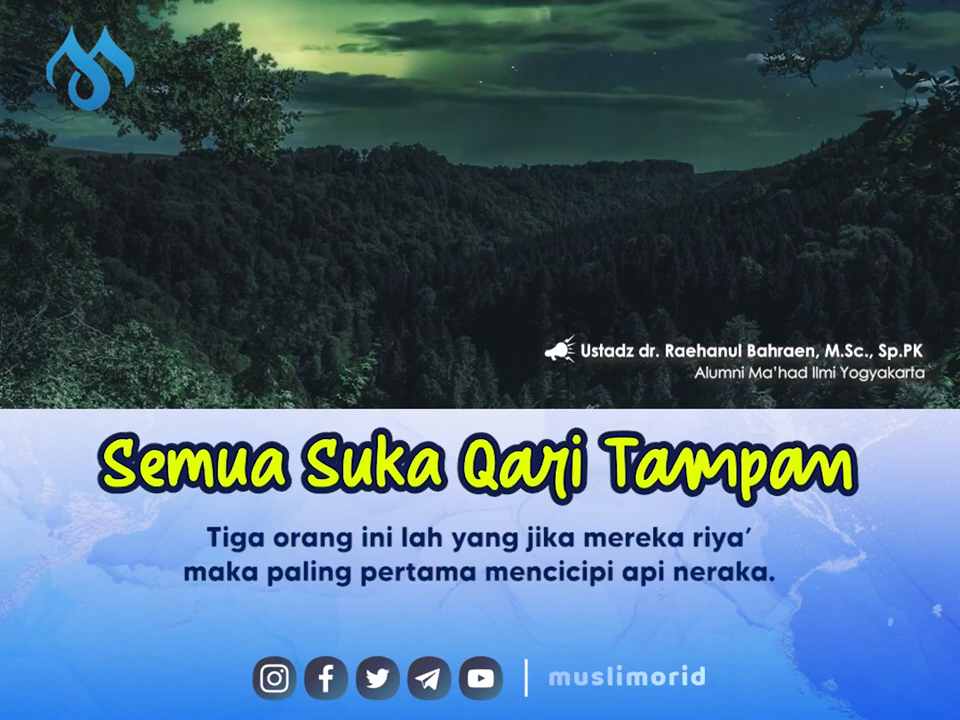 Ustadz dr. Raehanul Bahraen, M.Sc., Sp.PK
Alumni Ma'had Ilmi Yogyakarta
Semua Suka Qari Tampan
Tiga orang ini lah yang jika mereka riya'
maka paling pertama mencicipi api neraka.
muslimorid